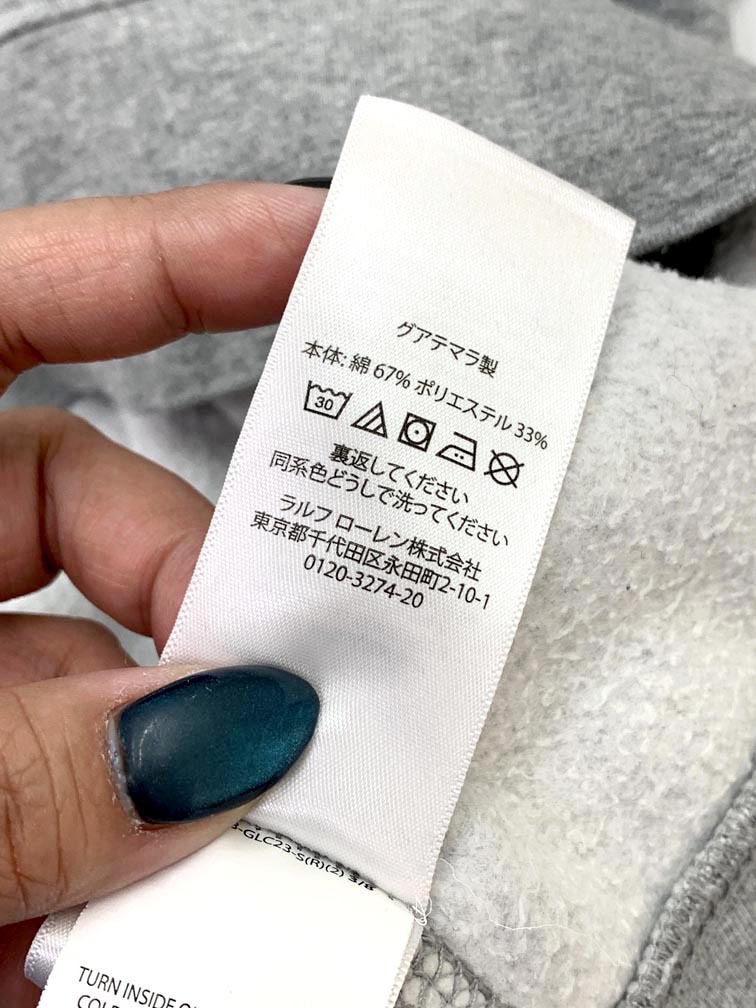 グアテマラ製
本体: 綿 67% ポリエステル 33%
30
裏返してください
同系色どうしで洗ってください
ラルフ ローレン株式会社
東京都千代田区永田町2-10-1
0120-3274-20
-GLC23-S(R)(2)
TURN INSIDE